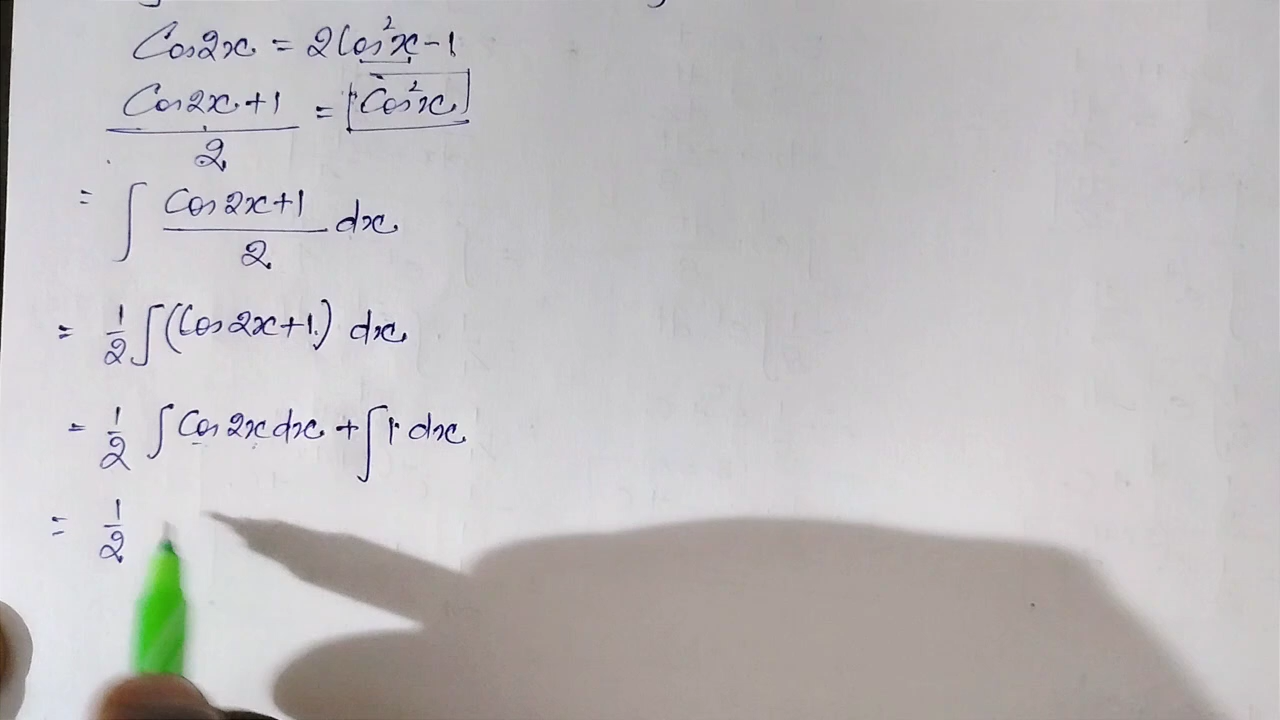 Cos2x = 2Cos²x - 1
Cos2x + 1 / 2 = Cos²x
= ∫ Cos2x+1 / 2 dx
= 1/2 ∫(Cos2x+1) dx
= 1/2 ∫ Cos2x dx + ∫1 dx
= 1/2